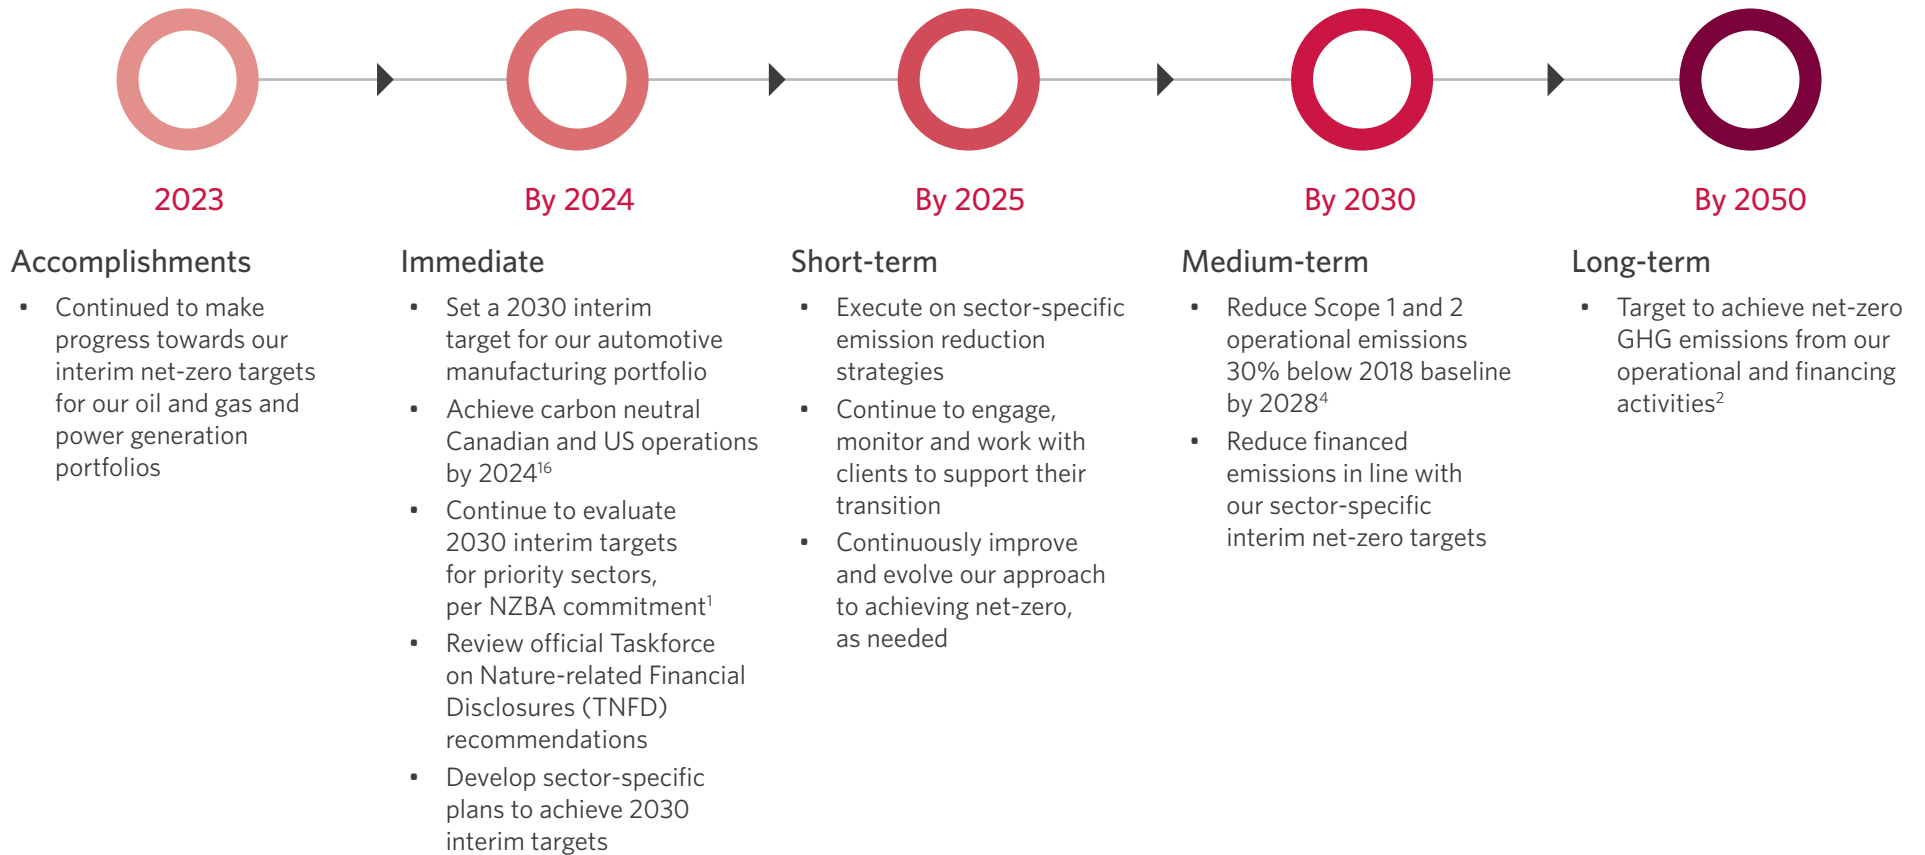 2023
Accomplishments
• Continued to make
progress towards our
interim net-zero targets
for our oil and gas and
power generation
portfolios
By 2024
Immediate
• Set a 2030 interim
target for our automotive
manufacturing portfolio
• Achieve carbon neutral
Canadian and US operations
by 2024¹⁶
• Continue to evaluate
2030 interim targets
for priority sectors,
per NZBA commitment¹
• Review official Taskforce
on Nature-related Financial
Disclosures (TNFD)
recommendations
• Develop sector-specific
plans to achieve 2030
interim targets
By 2025
Short-term
• Execute on sector-specific
emission reduction
strategies
• Continue to engage,
monitor and work with
clients to support their
transition
• Continuously improve
and evolve our approach
to achieving net-zero,
as needed
By 2030
Medium-term
• Reduce Scope 1 and 2
operational emissions
30% below 2018 baseline
by 2028⁴
• Reduce financed
emissions in line with
our sector-specific
interim net-zero targets
By 2050
Long-term
• Target to achieve net-zero
GHG emissions from our
operational and financing
activities²